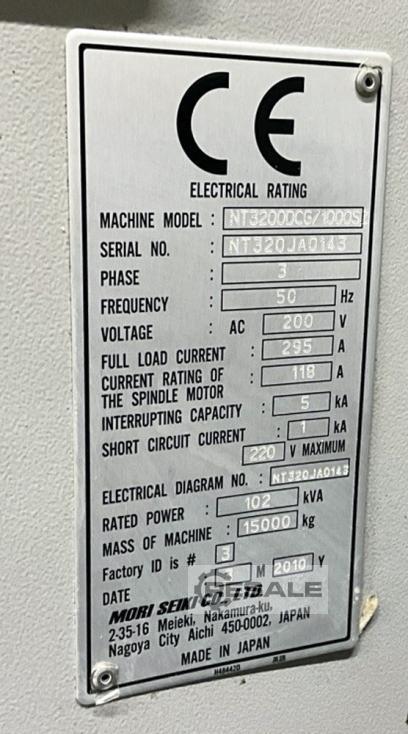 CE
ELECTRICAL RATING
MACHINE MODEL : NT3200DCG/1000S
SERIAL NO. : NT320JA0143
PHASE : 3
FREQUENCY : 50 Hz
VOLTAGE : AC 200 V
FULL LOAD CURRENT : 295 A
CURRENT RATING OF THE SPINDLE MOTOR : 118 A
INTERRUPTING CAPACITY : 5 kA
SHORT CIRCUIT CURRENT : 1 kA
220 V MAXIMUM
ELECTRICAL DIAGRAM NO. : NT320JA0143
RATED POWER : 102 kVA
MASS OF MACHINE : 15000 kg
Factory ID is # 3
DATE M 2010 Y
GESALE
MORI SEIKI CO., LTD.
2-35-16 Meieki, Nakamura-ku,
Nagoya City Aichi 450-0002, JAPAN
MADE IN JAPAN